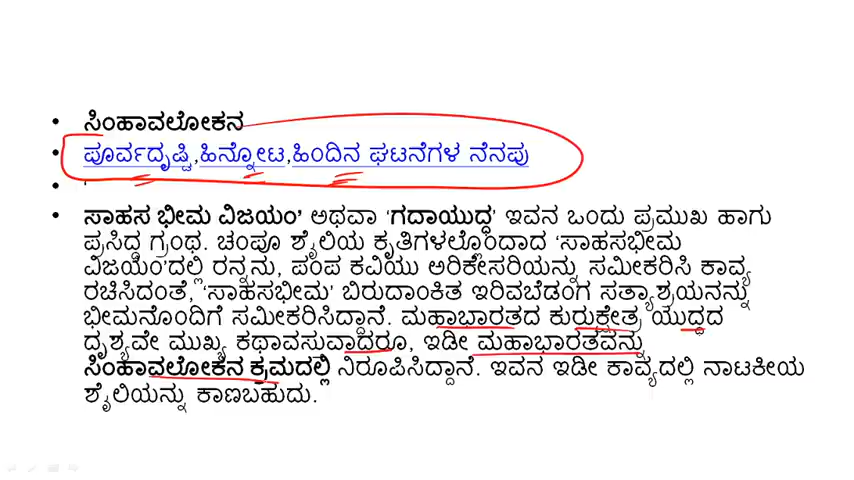 ಸಿಂಹಾವಲೋಕನ
ಪೂರ್ವದೃಷ್ಟಿ,ಹಿನ್ನೋಟ,ಹಿಂದಿನ ಘಟನೆಗಳ ನೆನಪು
'
ಸಾಹಸ ಭೀಮ ವಿಜಯಂ' ಅಥವಾ 'ಗದಾಯುದ್ಧ' ಇವನ ಒಂದು ಪ್ರಮುಖ ಹಾಗು
ಪ್ರಸಿದ್ಧ ಗ್ರಂಥ. ಚಂಪೂ ಶೈಲಿಯ ಕೃತಿಗಳಲ್ಲೊಂದಾದ 'ಸಾಹಸಭೀಮ
ವಿಜಯಂ'ದಲ್ಲಿ ರನ್ನನು, ಪಂಪ ಕವಿಯು ಅರಿಕೇಸರಿಯನ್ನು ಸಮೀಕರಿಸಿ ಕಾವ್ಯ
ರಚಿಸಿದಂತೆ, 'ಸಾಹಸಭೀಮ' ಬಿರುದಾಂಕಿತ ಇರಿವಬೆಡಂಗ ಸತ್ಯಾಶ್ರಯನನ್ನು
ಭೀಮನೊಂದಿಗೆ ಸಮೀಕರಿಸಿದ್ದಾನೆ. ಮಹಾಭಾರತದ ಕುರುಕ್ಷೇತ್ರ ಯುದ್ಧದ
ದೃಶ್ಯವೇ ಮುಖ್ಯ ಕಥಾವಸ್ತುವಾದರೂ, ಇಡೀ ಮಹಾಭಾರತವನ್ನು
ಸಿಂಹಾವಲೋಕನ ಕ್ರಮದಲ್ಲಿ ನಿರೂಪಿಸಿದ್ದಾನೆ. ಇವನ ಇಡೀ ಕಾವ್ಯದಲ್ಲಿ ನಾಟಕೀಯ
ಶೈಲಿಯನ್ನು ಕಾಣಬಹುದು.